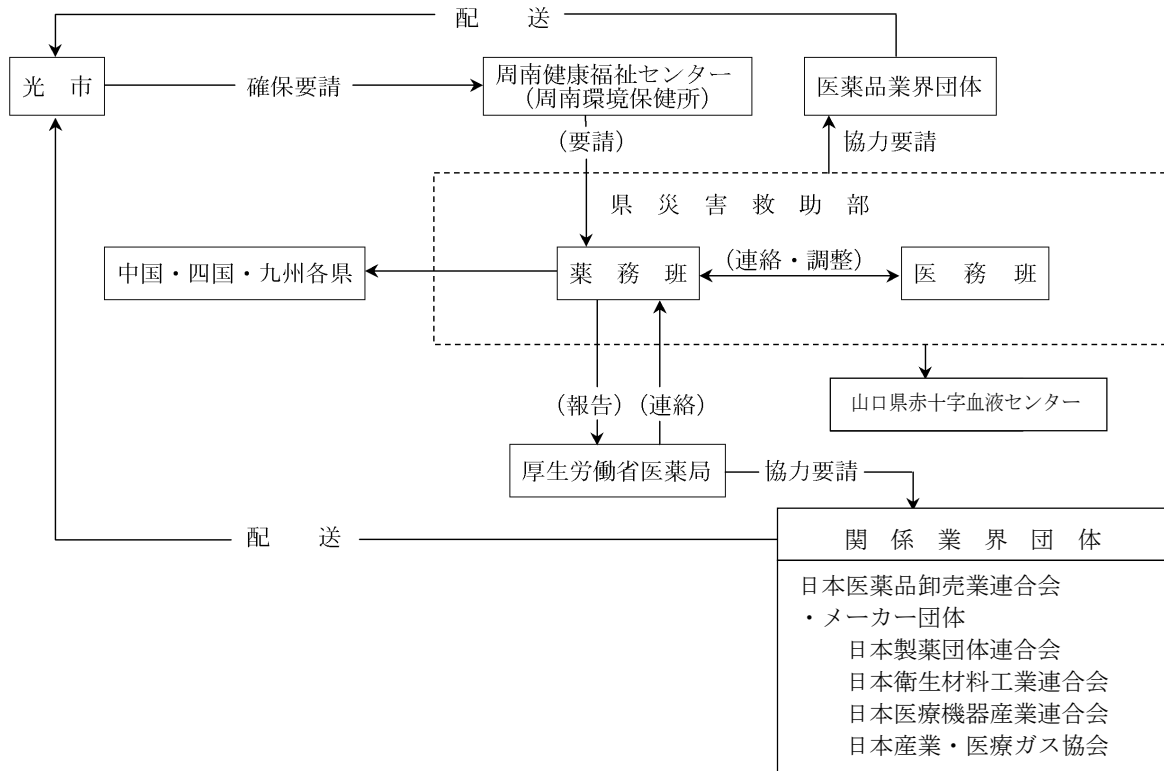 配　送
光　市
確保要請
周南健康福祉センター
(周南環境保健所)
医薬品業界団体
(要請)
協力要請
県　災　害　救　助　部
中国・四国・九州各県
薬　務　班
(連絡・調整)
医　務　班
(報告)
(連絡)
山口県赤十字血液センター
厚生労働省医薬局
協力要請
配　送
関　係　業　界　団　体
日本医薬品卸売業連合会
・メーカー団体
日本製薬団体連合会
日本衛生材料工業連合会
日本医療機器産業連合会
日本産業・医療ガス協会